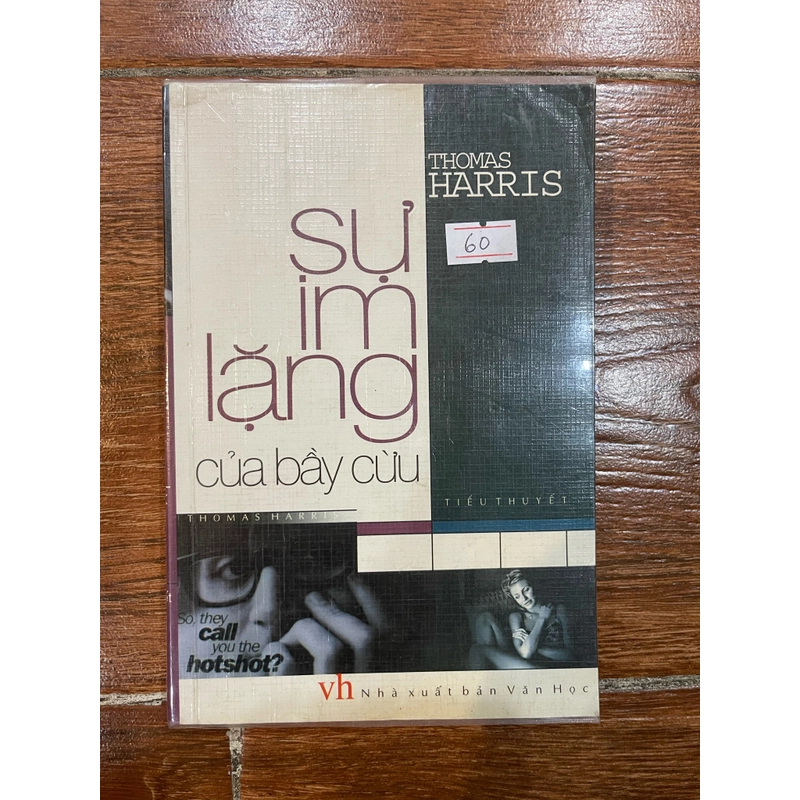 THOMAS
HARRIS
60
sự
im
lặng
của bầy cừu
TIỂU THUYẾT
THOMAS HARRIS
So, they
call
you the
hotshot?
vh Nhà xuất bản Văn Học